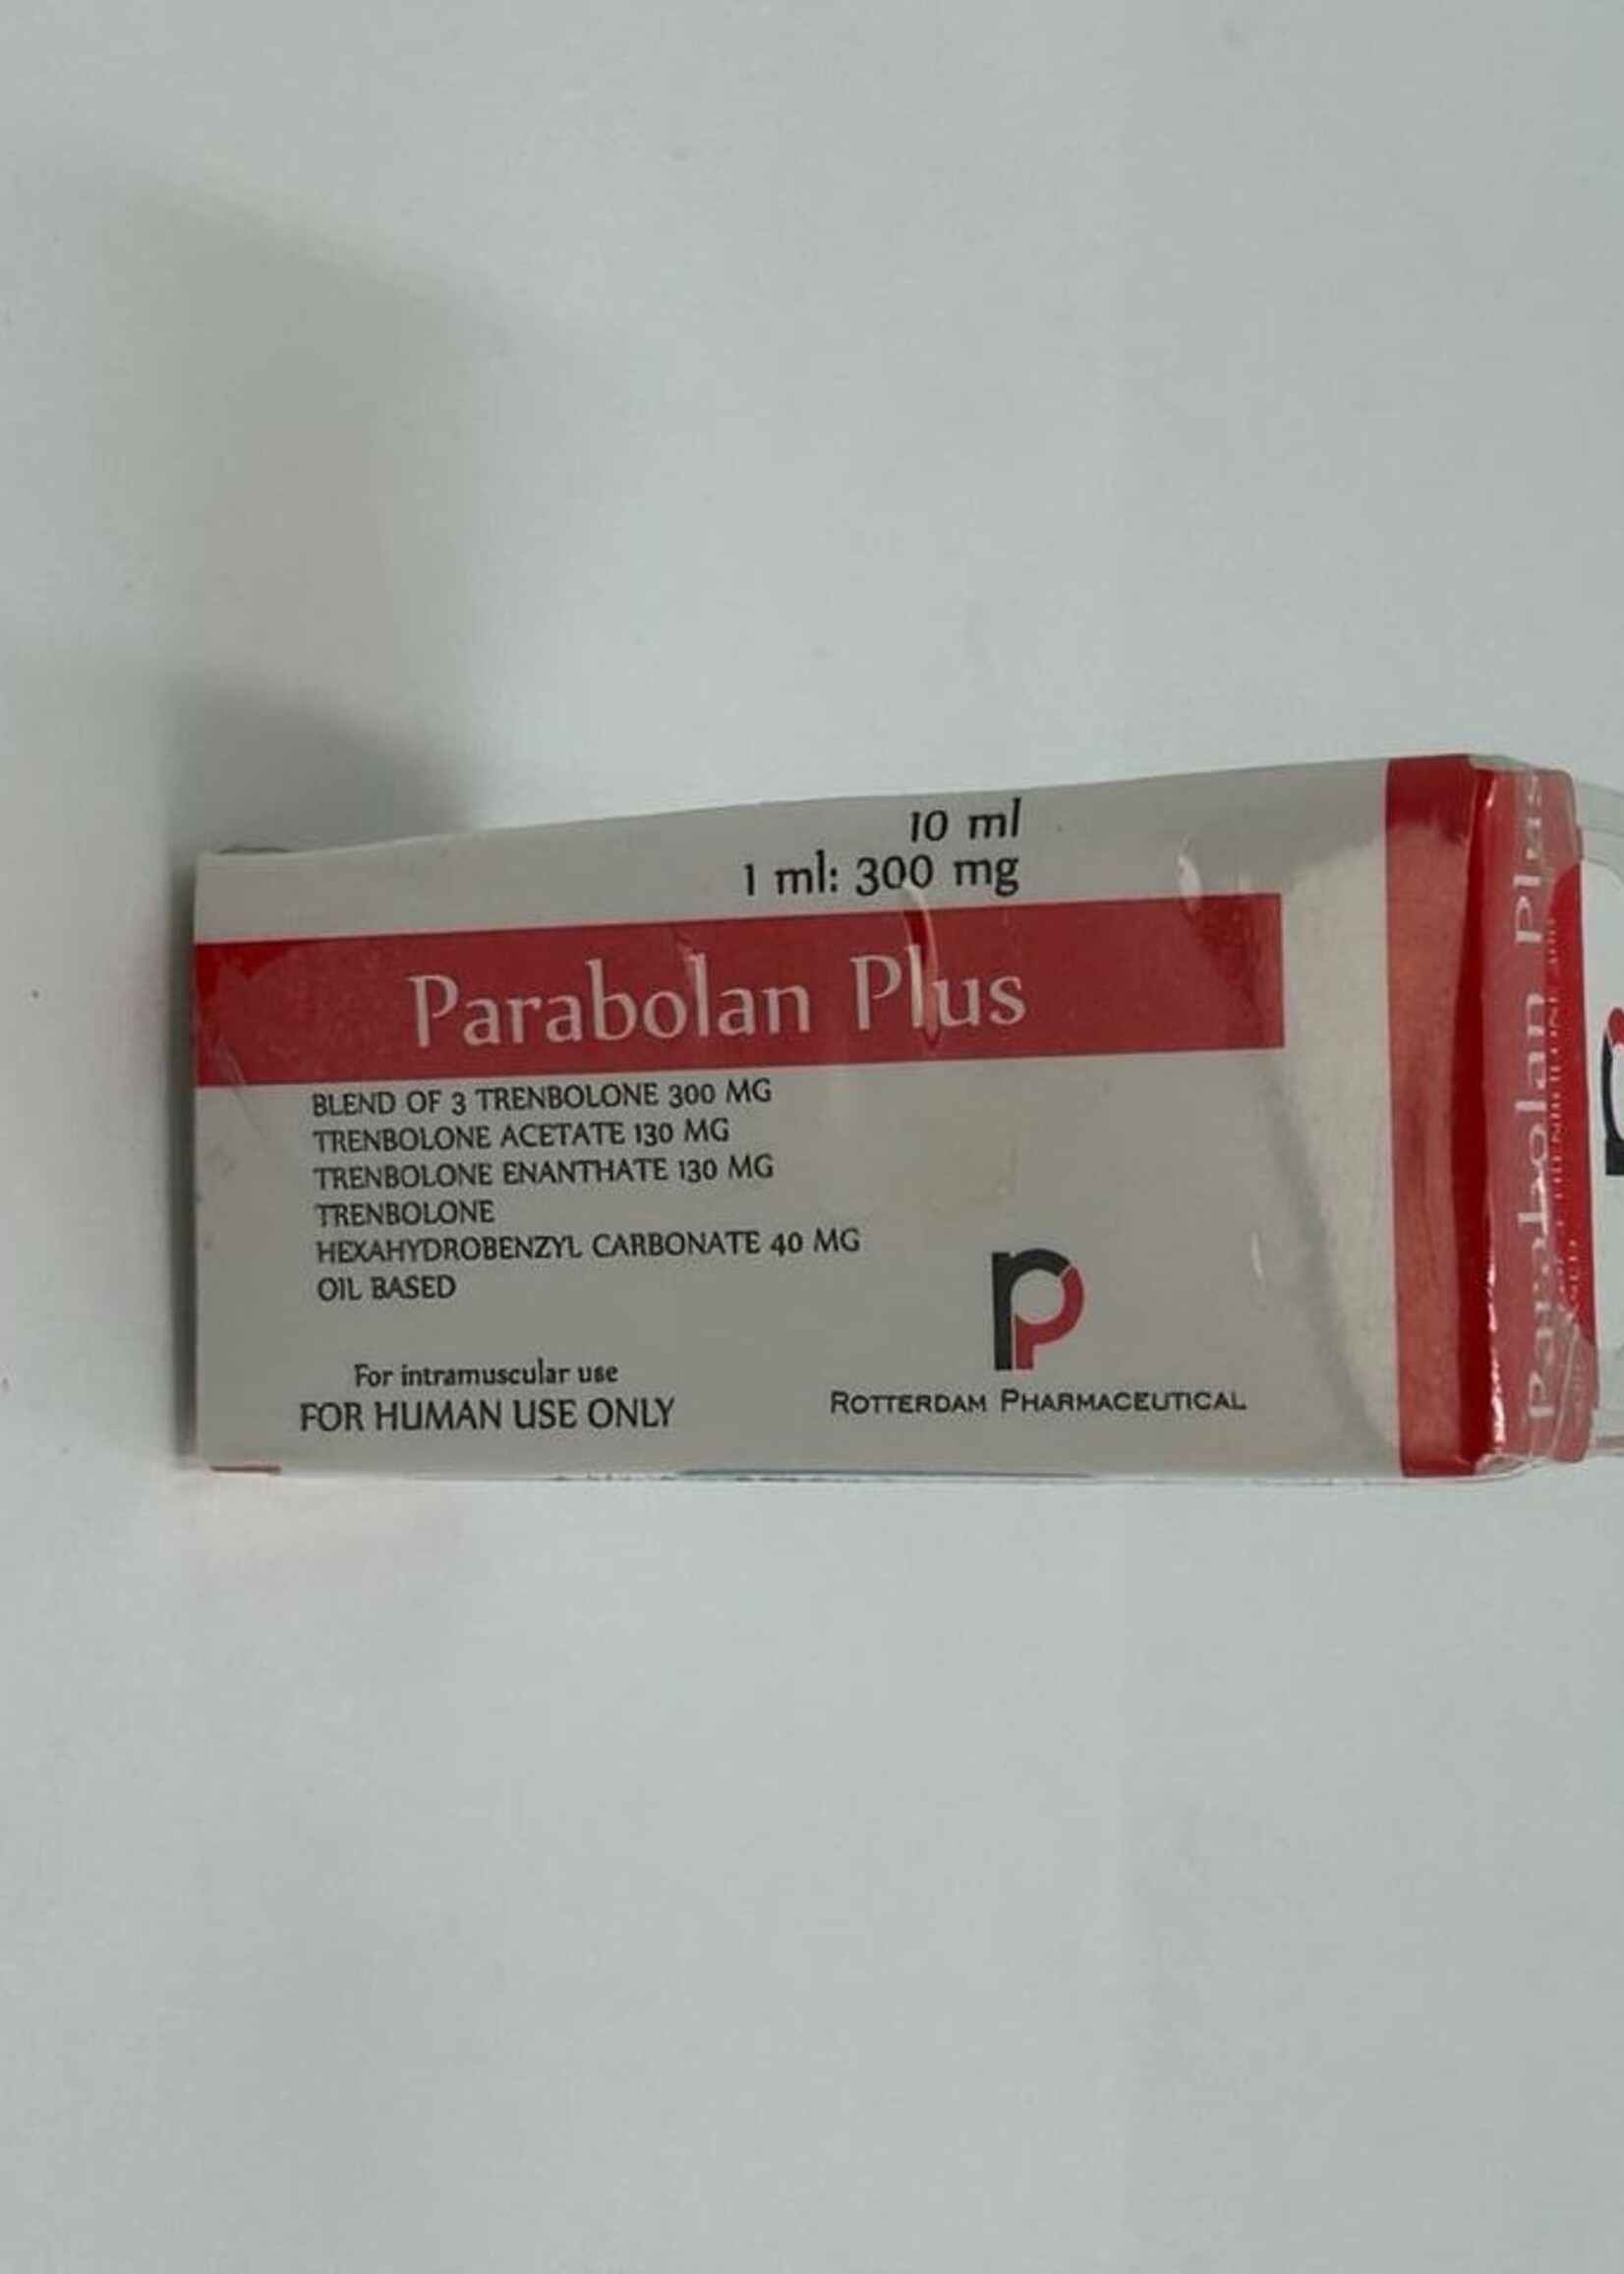 10 ml
1 ml: 300 mg
Parabolan Plus
BLEND OF 3 TRENBOLONE 300 MG
TRENBOLONE ACETATE 130 MG
TRENBOLONE ENANTHATE 130 MG
TRENBOLONE
HEXAHYDROBENZYL CARBONATE 40 MG
OIL BASED
For intramuscular use
FOR HUMAN USE ONLY
rp
ROTTERDAM PHARMACEUTICAL
Parabolan Plus